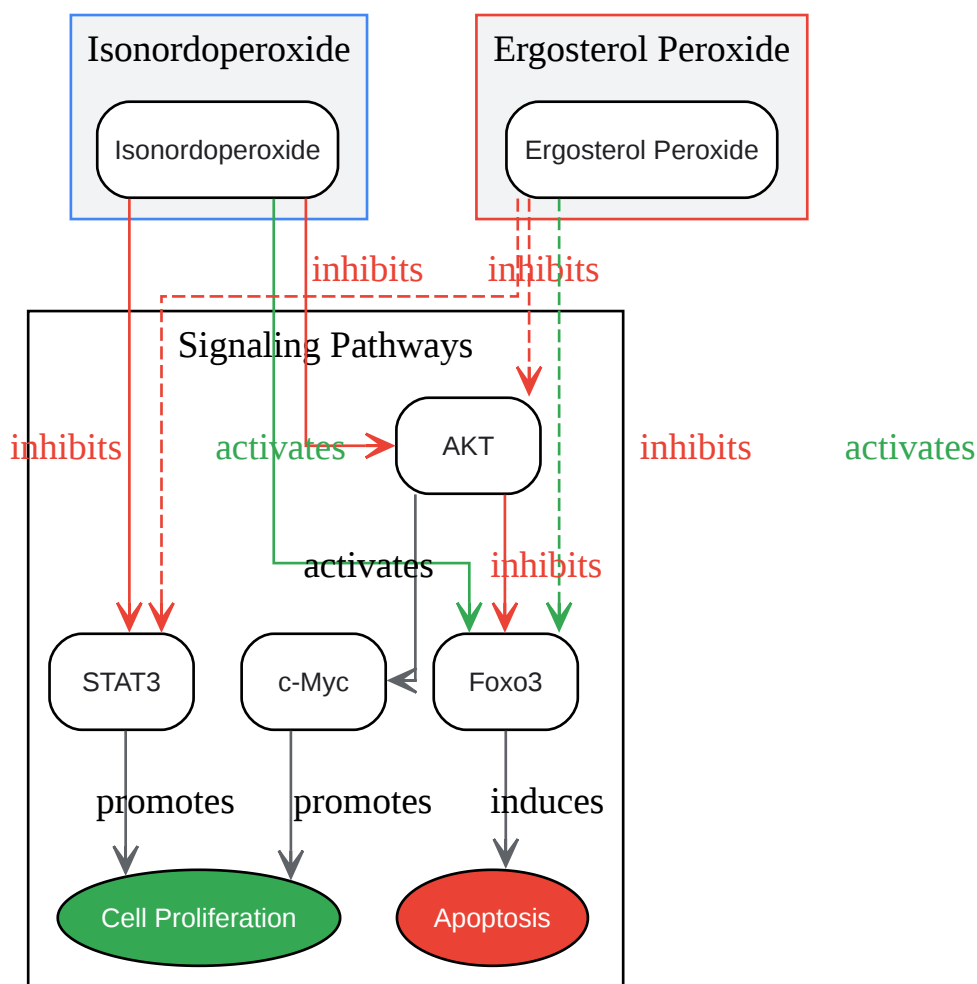 Isonordoperoxide
Ergosterol Peroxide
Isonordoperoxide
Ergosterol Peroxide
inhibits
inhibits
Signaling Pathways
inhibits
activates
AKT
inhibits
activates
activates
inhibits
STAT3
c-Myc
Foxo3
promotes
promotes
induces
Cell Proliferation
Apoptosis